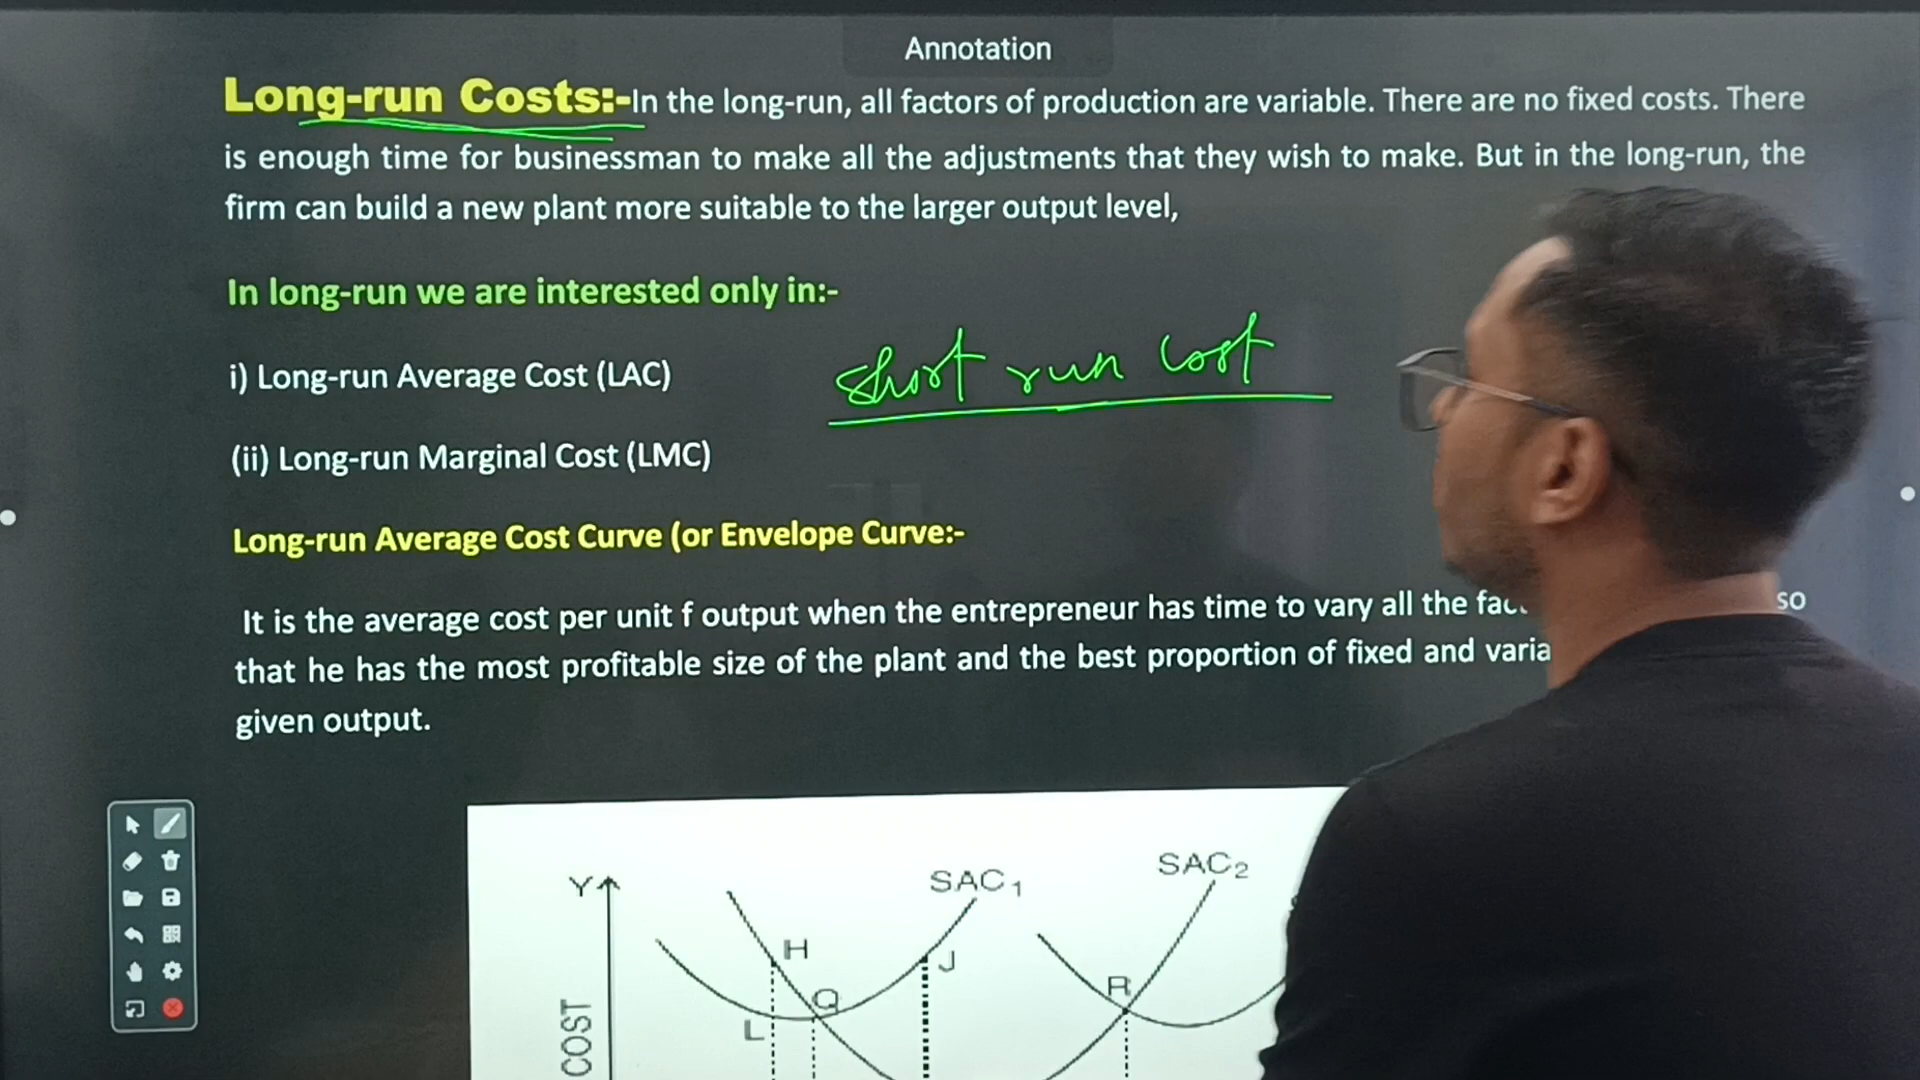 Annotation
Long-run Costs:-In the long-run, all factors of production are variable. There are no fixed costs. There
is enough time for businessman to make all the adjustments that they wish to make. But in the long-run, the
firm can build a new plant more suitable to the larger output level,
In long-run we are interested only in:-
i) Long-run Average Cost (LAC)
short run cost
(ii) Long-run Marginal Cost (LMC)
Long-run Average Cost Curve (or Envelope Curve:-
It is the average cost per unit f output when the entrepreneur has time to vary all the so
that he has the most profitable size of the plant and the best proportion of fixed and
given output.
SAC2
Y SAC1
H
J
R
Q
L
COST